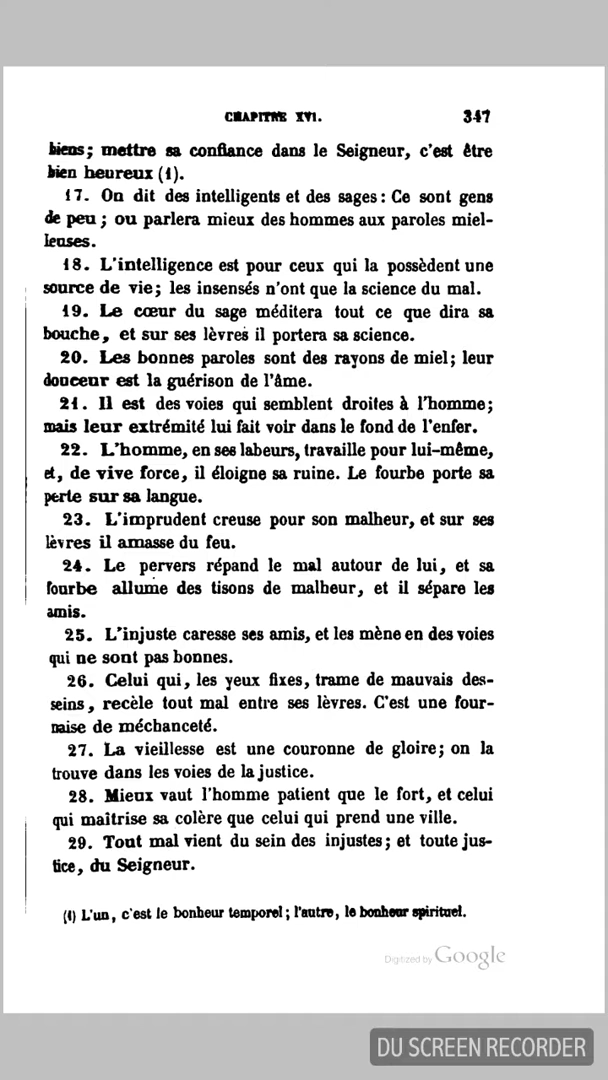 CHAPITRE XVI. 347
biens; mettre sa confiance dans le Seigneur, c'est être
bien heureux (1).
17. On dit des intelligents et des sages : Ce sont gens
de peu ; ou parlera mieux des hommes aux paroles miel-
leuses.
18. L'intelligence est pour ceux qui la possèdent une
source de vie; les insensés n'ont que la science du mal.
19. Le cœur du sage méditera tout ce que dira sa
bouche, et sur ses lèvres il portera sa science.
20. Les bonnes paroles sont des rayons de miel; leur
douceur est la guérison de l'âme.
21. Il est des voies qui semblent droites à l'homme;
mais leur extrémité lui fait voir dans le fond de l'enfer.
22. L'homme, en ses labeurs, travaille pour lui-même,
et, de vive force, il éloigne sa ruine. Le fourbe porte sa
perte sur sa langue.
23. L'imprudent creuse pour son malheur, et sur ses
lèvres il amasse du feu.
24. Le pervers répand le mal autour de lui, et sa
fourbe allume des tisons de malheur, et il sépare les
amis.
25. L'injuste caresse ses amis, et les mène en des voies
qui ne sont pas bonnes.
26. Celui qui, les yeux fixes, trame de mauvais des-
seins, recèle tout mal entre ses lèvres. C'est une four-
naise de méchanceté.
27. La vieillesse est une couronne de gloire; on la
trouve dans les voies de la justice.
28. Mieux vaut l'homme patient que le fort, et celui
qui maîtrise sa colère que celui qui prend une ville.
29. Tout mal vient du sein des injustes; et toute jus-
tice, du Seigneur.
(1) L'un, c'est le bonheur temporel; l'autre, le bonheur spirituel.
Digitized by Google
DU SCREEN RECORDER